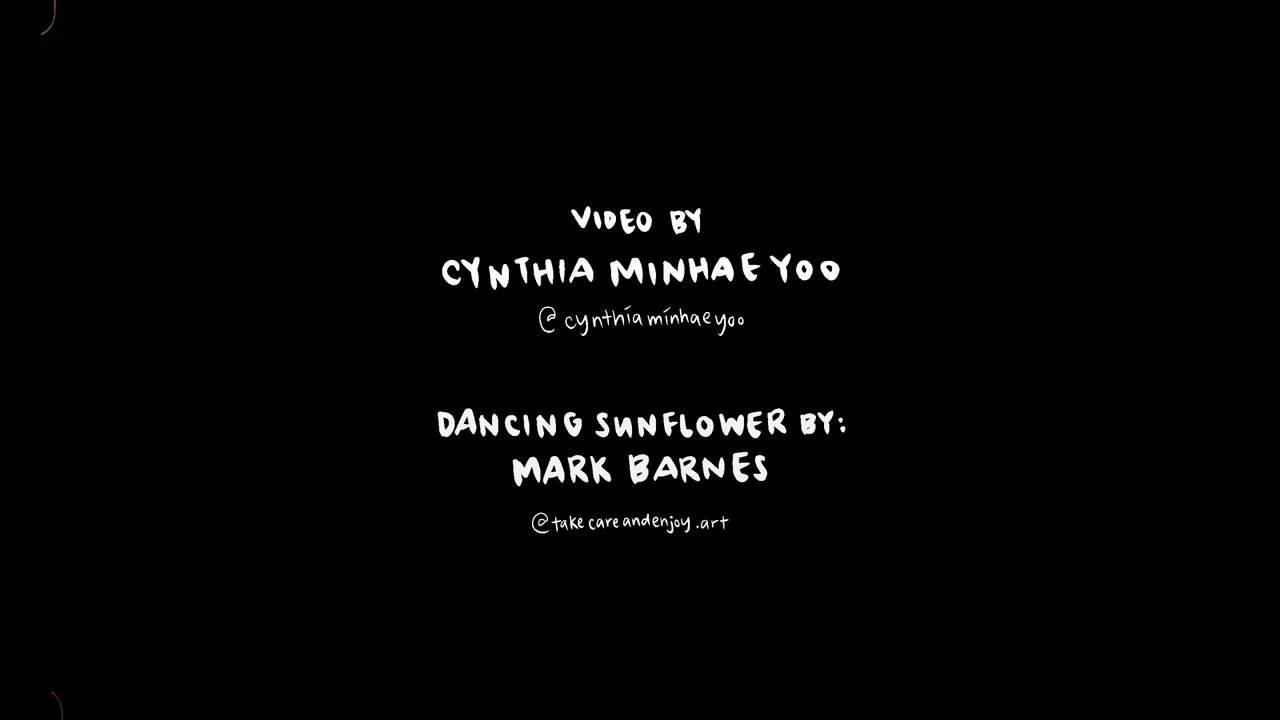 VIDEO BY
CYNTHIA MINHAE YOO
@cynthiaminhaeyoo
DANCING SUNFLOWER BY:
MARK BARNES
@takecareandenjoy.art